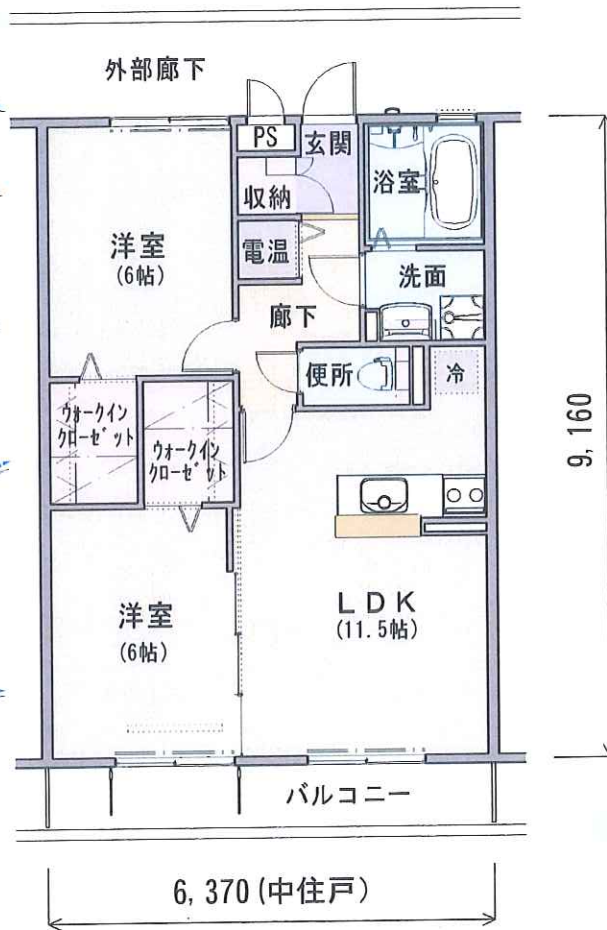 外部廊下
PS
玄関
収納
浴室
洋室
(6帖)
電温
洗面
廊下
便所
冷
ウォークイン
クローゼット
ウォークイン
クローゼット
9,160
洋室
(6帖)
LDK
(11.5帖)
バルコニー
6,370(中住戸)